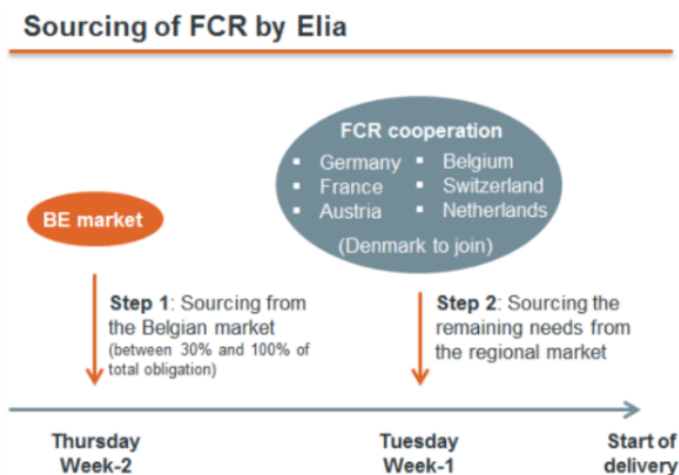 Sourcing of FCR by Elia
FCR cooperation
▪ Germany ▪ Belgium
▪ France ▪ Switzerland
▪ Austria ▪ Netherlands
(Denmark to join)
BE market
Step 1: Sourcing from
the Belgian market
(between 30% and 100% of
total obligation)
Step 2: Sourcing the
remaining needs from
the regional market
Thursday
Week-2
Tuesday
Week-1
Start of
delivery